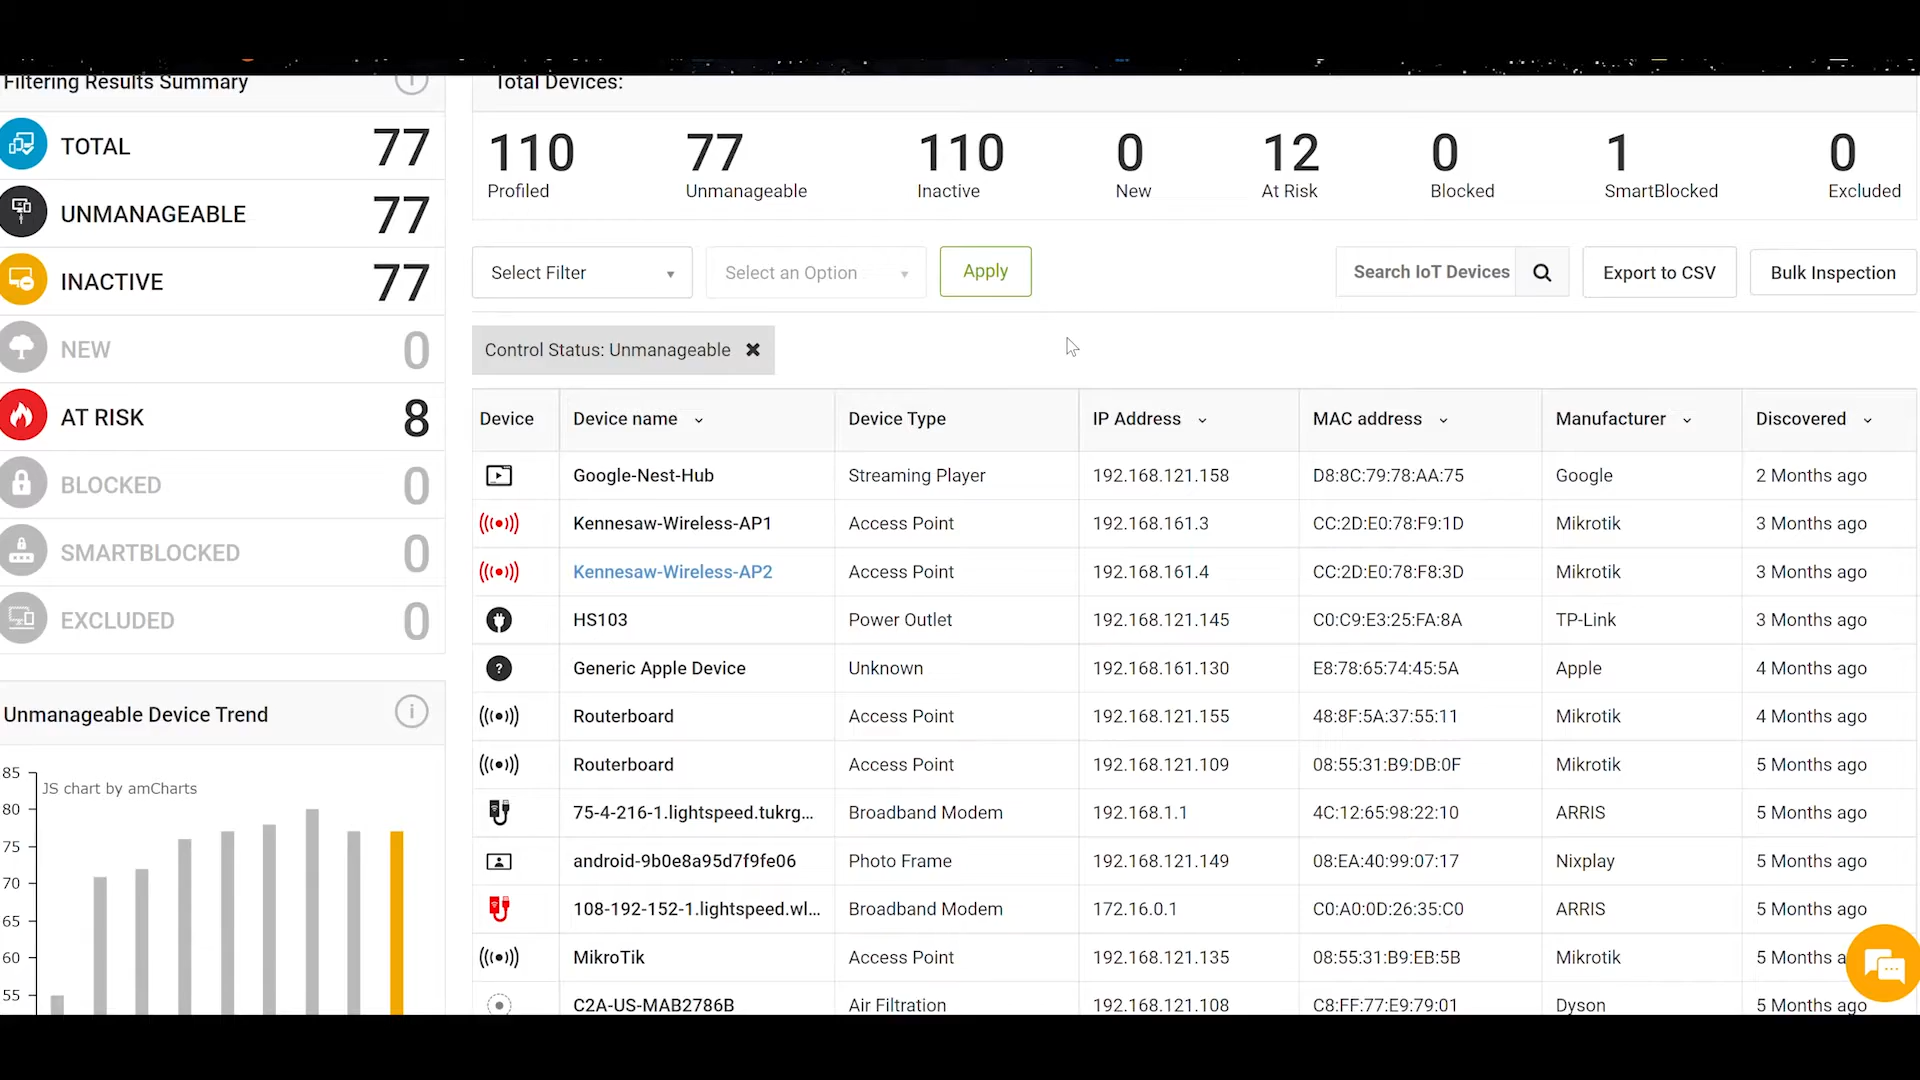 Filtering Results Summary
TOTAL 77
UNMANAGEABLE 77
INACTIVE 77
NEW 0
AT RISK 8
BLOCKED 0
SMARTBLOCKED 0
EXCLUDED 0
Unmanageable Device Trend
JS chart by amCharts
85
80
75
70
65
60
55
Total Devices:
110 77 110 0 12 0 1 0
Profiled Unmanageable Inactive New At Risk Blocked SmartBlocked Excluded
Select Filter Select an Option Apply Search IoT Devices Export to CSV Bulk Inspection
Control Status: Unmanageable
Device Device name Device Type IP Address MAC address Manufacturer Discovered
Google-Nest-Hub Streaming Player 192.168.121.158 D8:8C:79:78:AA:75 Google 2 Months ago
Kennesaw-Wireless-AP1 Access Point 192.168.161.3 CC:2D:E0:78:F9:1D Mikrotik 3 Months ago
Kennesaw-Wireless-AP2 Access Point 192.168.161.4 CC:2D:E0:78:F8:3D Mikrotik 3 Months ago
HS103 Power Outlet 192.168.121.145 C0:C9:E3:25:FA:8A TP-Link 3 Months ago
Generic Apple Device Unknown 192.168.161.130 E8:78:65:74:45:5A Apple 4 Months ago
Routerboard Access Point 192.168.121.155 48:8F:5A:37:55:11 Mikrotik 4 Months ago
Routerboard Access Point 192.168.121.109 08:55:31:B9:DB:0F Mikrotik 5 Months ago
75-4-216-1.lightspeed.tukrg... Broadband Modem 192.168.1.1 4C:12:65:98:22:10 ARRIS 5 Months ago
android-9b0e8a95d7f9fe06 Photo Frame 192.168.121.149 08:EA:40:99:07:17 Nixplay 5 Months ago
108-192-152-1.lightspeed.wl... Broadband Modem 172.16.0.1 C0:A0:0D:26:35:C0 ARRIS 5 Months ago
MikroTik Access Point 192.168.121.135 08:55:31:B9:EB:5B Mikrotik 5 Months a
C2A-US-MAB2786B Air Filtration 192.168.121.108 C8:FF:77:E9:79:01 Dyson 5 Months ago